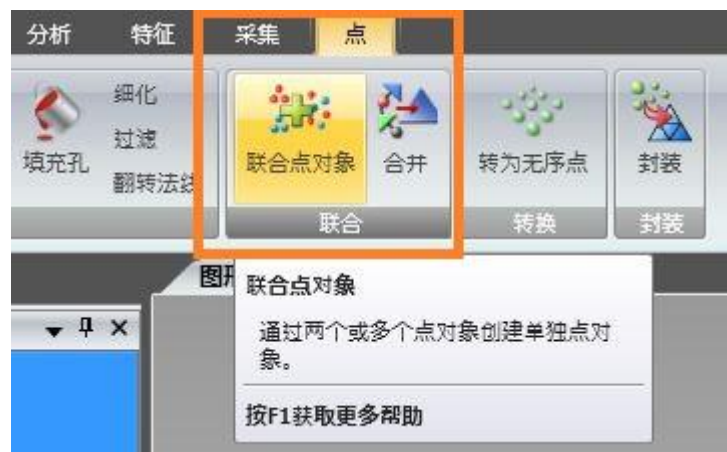 分析 特征 采集 点
细化
过滤
填充孔 翻转法线 联合点对象 合并 转为无序点 封装
联合 转换 封装
图形
联合点对象
通过两个或多个点对象创建单独点对
象。
按F1获取更多帮助